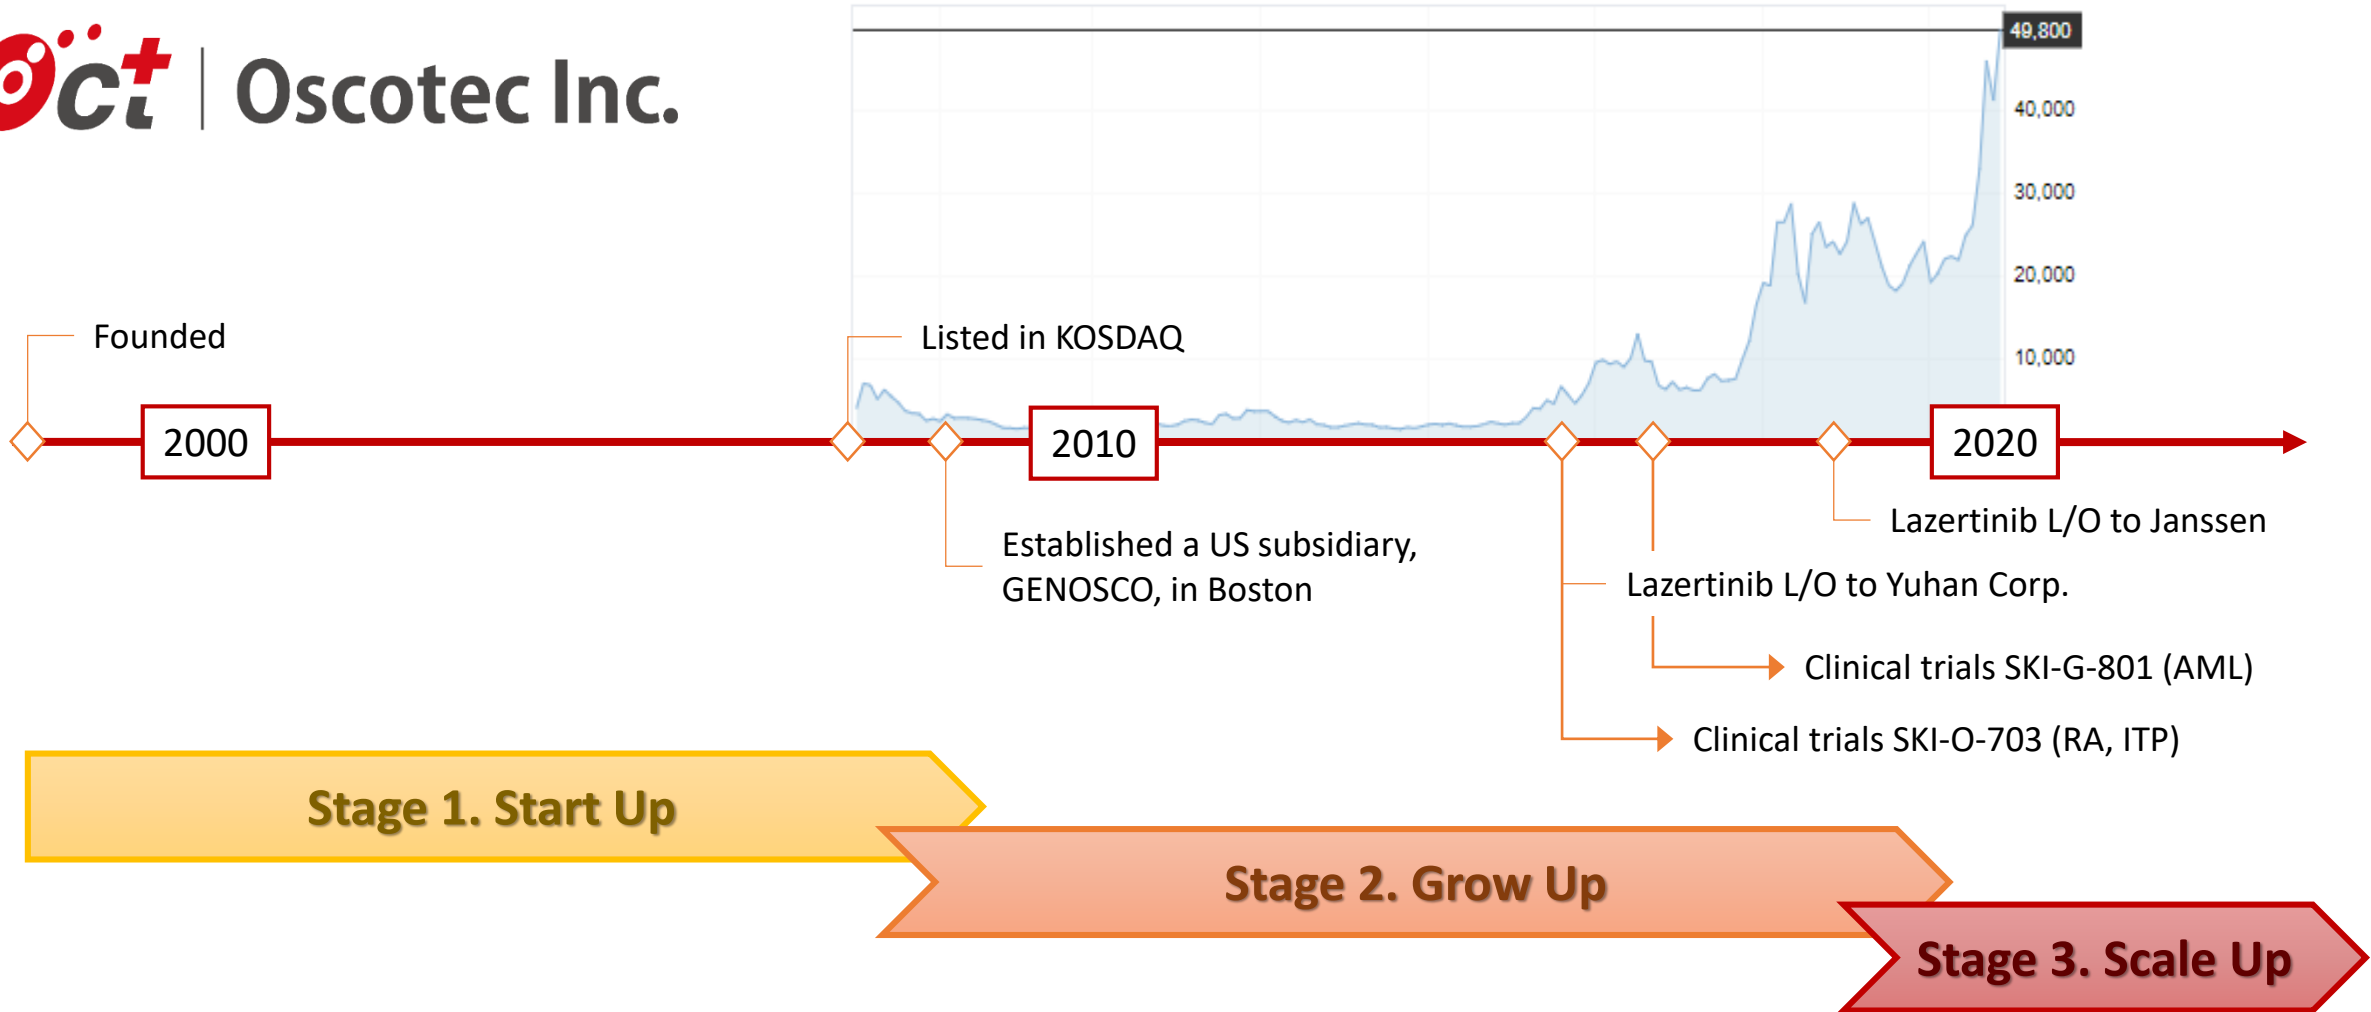 oct
Oscotec Inc.
49,800
40,000
30,000
20,000
10,000
Founded
Listed in KOSDAQ
2000
2010
2020
Established a US subsidiary,
GENOSCO, in Boston
Lazertinib L/O to Janssen
Lazertinib L/O to Yuhan Corp.
Clinical trials SKI-G-801 (AML)
Clinical trials SKI-O-703 (RA, ITP)
Stage 1. Start Up
Stage 2. Grow Up
Stage 3. Scale Up